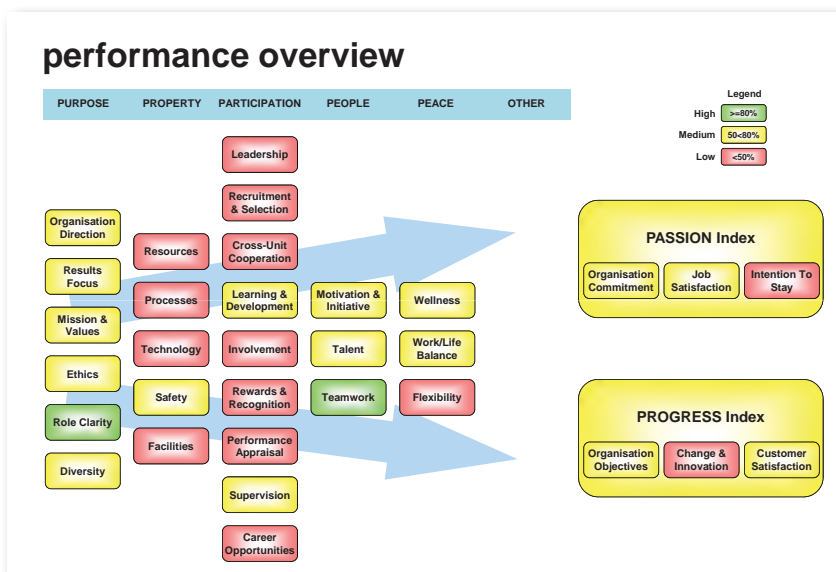 performance overview
PURPOSE PROPERTY PARTICIPATION PEOPLE PEACE OTHER
Legend
High >=80%
Medium 50<80%
Low <50%
Organisation
Direction
Results
Focus
Mission &
Values
Ethics
Role Clarity
Diversity
Resources
Processes
Technology
Safety
Facilities
Leadership
Recruitment
& Selection
Cross-Unit
Cooperation
Learning &
Development
Involvement
Rewards &
Recognition
Performance
Appraisal
Supervision
Career
Opportunities
Motivation &
Initiative
Talent
Teamwork
Wellness
Work/Life
Balance
Flexibility
PASSION Index
Organisation
Commitment
Job
Satisfaction
Intention To
Stay
PROGRESS Index
Organisation
Objectives
Change &
Innovation
Customer
Satisfaction